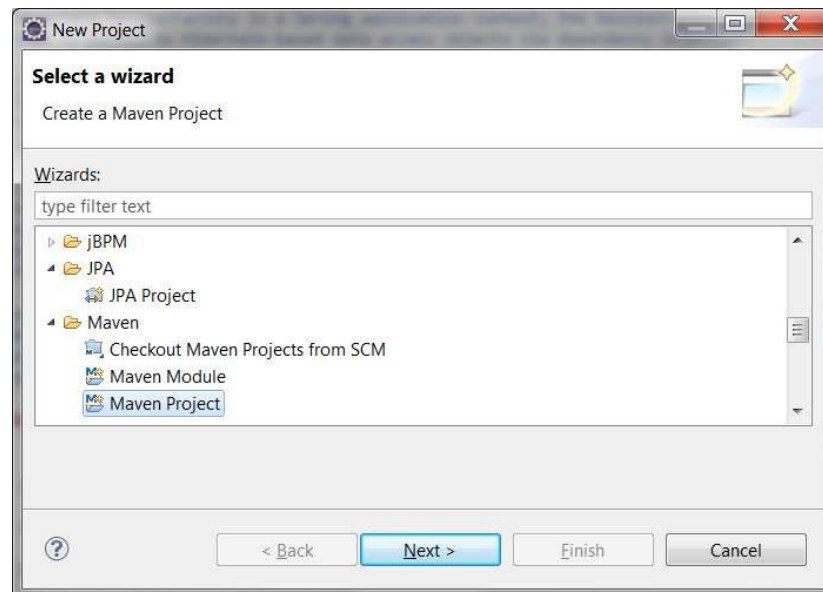 New Project
Select a wizard
Create a Maven Project
Wizards:
type filter text
jBPM
JPA
JPA Project
Maven
Checkout Maven Projects from SCM
Maven Module
Maven Project
? < Back Next > Finish Cancel